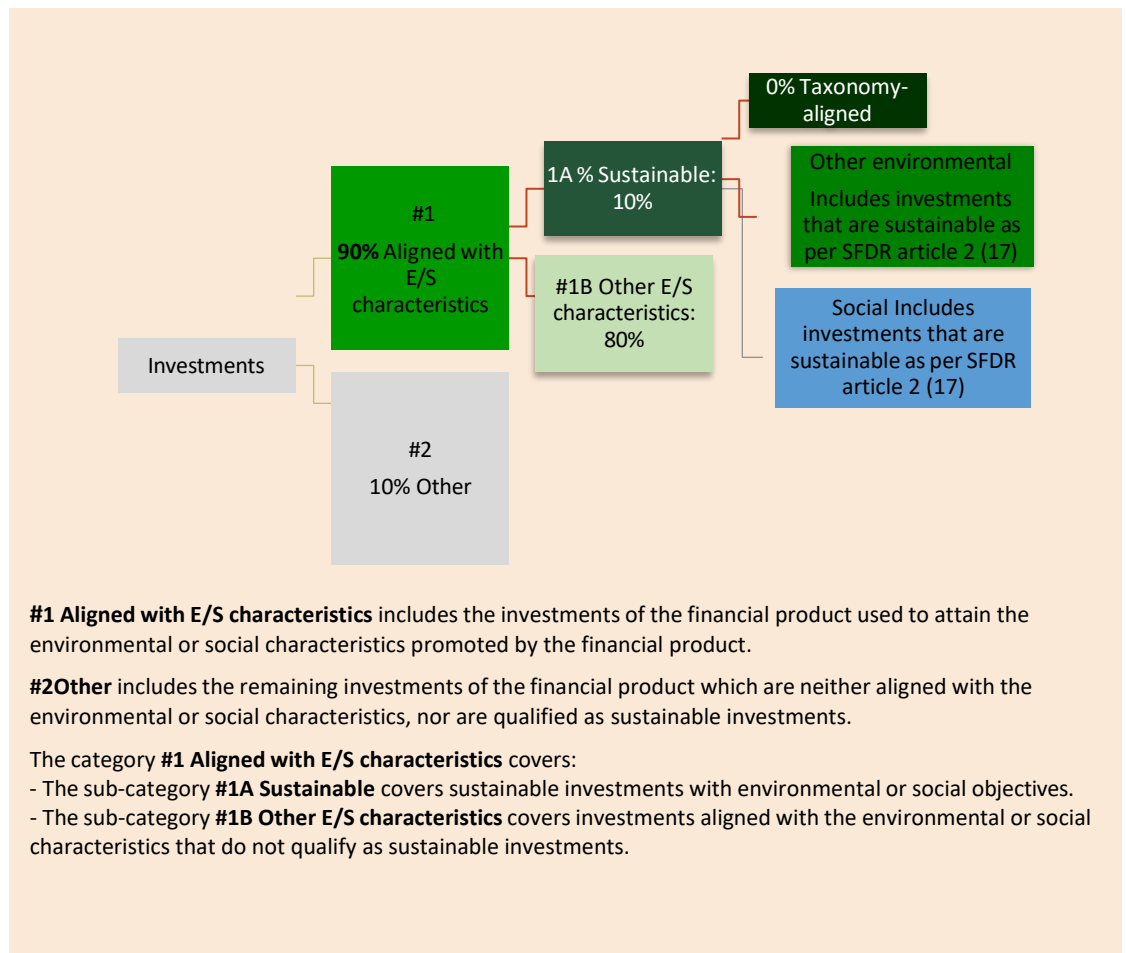 0% Taxonomy-
aligned
Other environmental
Includes investments
that are sustainable as
per SFDR article 2 (17)
1A % Sustainable:
10%
#1
90% Aligned with
E/S
characteristics
#1B Other E/S
characteristics:
80%
Social Includes
investments that are
sustainable as per SFDR
article 2 (17)
Investments
#2
10% Other
#1 Aligned with E/S characteristics includes the investments of the financial product used to attain the
environmental or social characteristics promoted by the financial product.
#2Other includes the remaining investments of the financial product which are neither aligned with the
environmental or social characteristics, nor are qualified as sustainable investments.
The category #1 Aligned with E/S characteristics covers:
- The sub-category #1A Sustainable covers sustainable investments with environmental or social objectives.
- The sub-category #1B Other E/S characteristics covers investments aligned with the environmental or social
characteristics that do not qualify as sustainable investments.